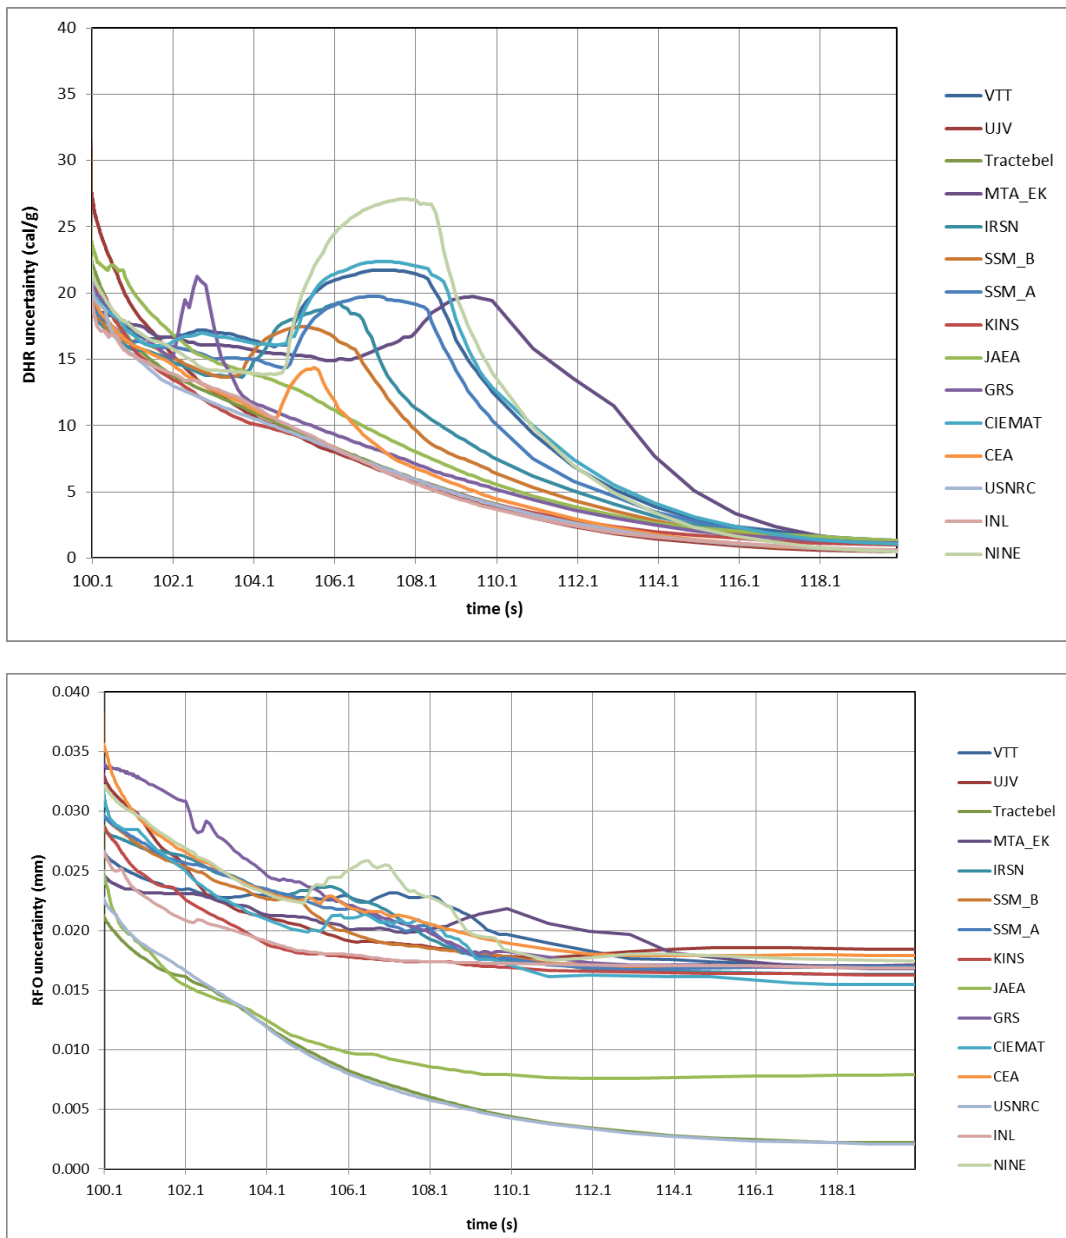 40
35
30
25
20
15
10
5
0
DHR uncertainty (cal/g)
100.1 102.1 104.1 106.1 108.1 110.1 112.1 114.1 116.1 118.1
time (s)
VTT
UJV
Tractebel
MTA_EK
IRSN
SSM_B
SSM_A
KINS
JAEA
GRS
CIEMAT
CEA
USNRC
INL
NINE
0.040
0.035
0.030
0.025
0.020
0.015
0.010
0.005
0.000
RFO uncertainty (mm)
100.1 102.1 104.1 106.1 108.1 110.1 112.1 114.1 116.1 118.1
time (s)
VTT
UJV
Tractebel
MTA_EK
IRSN
SSM_B
SSM_A
KINS
JAEA
GRS
CIEMAT
CEA
USNRC
INL
NINE